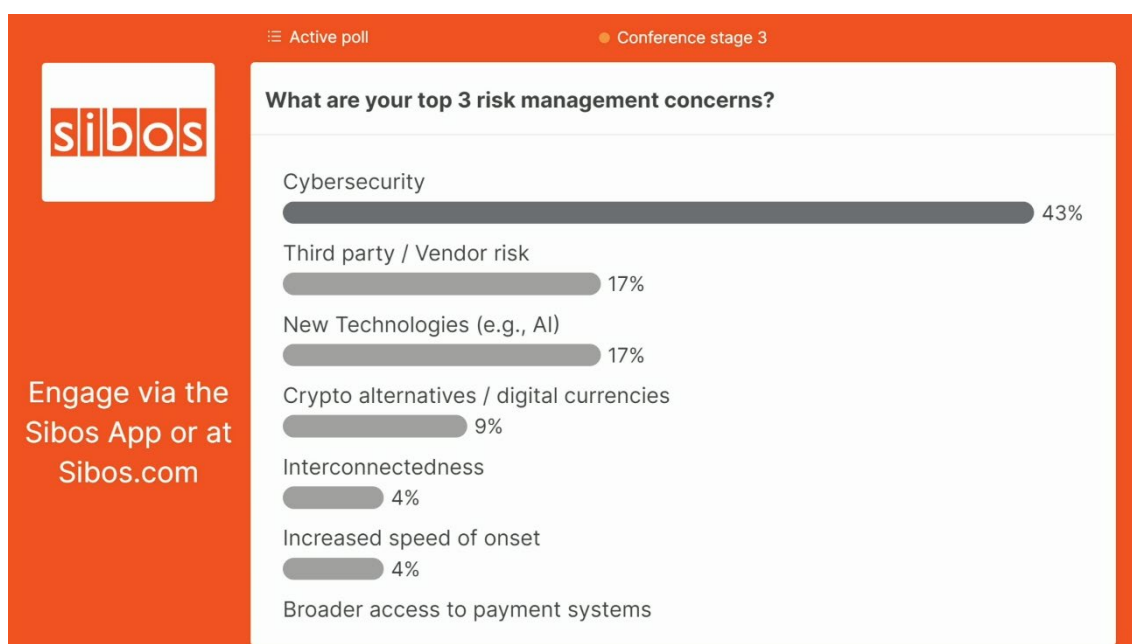 Active poll
Conference stage 3
sibos
What are your top 3 risk management concerns?
Cybersecurity
43%
Third party / Vendor risk
17%
New Technologies (e.g., AI)
17%
Crypto alternatives / digital currencies
9%
Interconnectedness
4%
Increased speed of onset
4%
Broader access to payment systems
Engage via the
Sibos App or at
Sibos.com